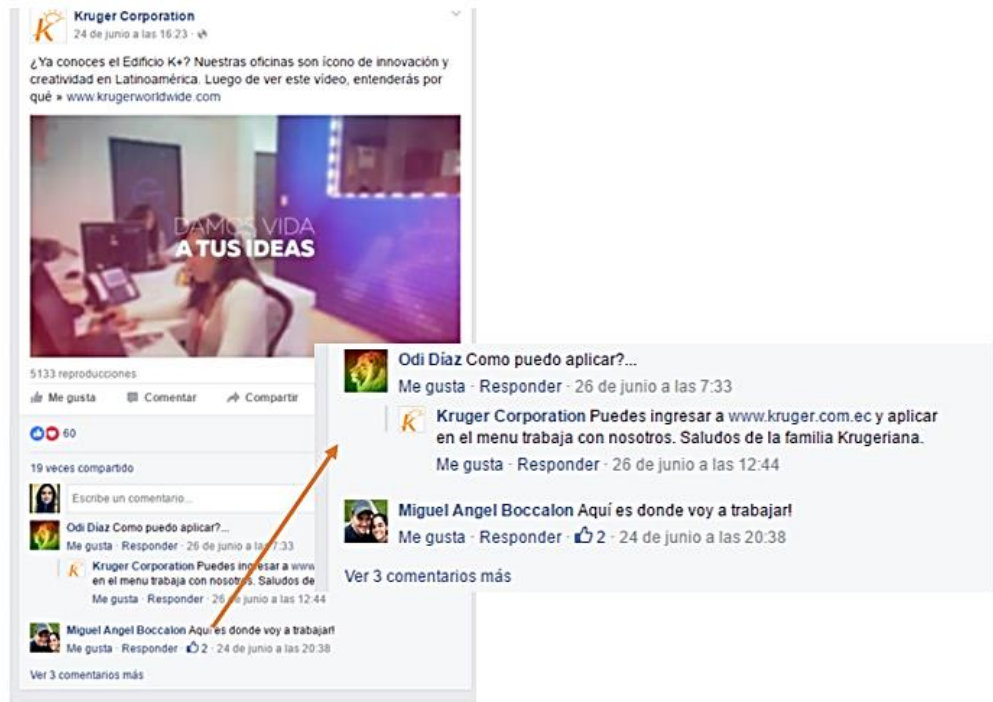 Kruger Corporation
24 de junio a las 16:23 ·
¿Ya conoces el Edificio K+? Nuestras oficinas son ícono de innovación y
creatividad en Latinoamérica. Luego de ver este vídeo, entenderás por
qué » www.krugerworldwide.com
DAMOS VIDA
A TUS IDEAS
5133 reproducciones
Me gusta Comentar Compartir
60
19 veces compartido
Escribe un comentario...
Odi Díaz Como puedo aplicar?...
Me gusta · Responder · 26 de junio a las 7:33
Kruger Corporation Puedes ingresar a www
en el menu trabaja con nosotros. Saludos de
Me gusta · Responder · 26 de junio a las 12:44
Miguel Angel Boccalon Aquí es donde voy a trabajar!
Me gusta · Responder · 2 · 24 de junio a las 20:38
Ver 3 comentarios más
Odi Díaz Como puedo aplicar?...
Me gusta · Responder · 26 de junio a las 7:33
Kruger Corporation Puedes ingresar a www.kruger.com.ec y aplicar
en el menu trabaja con nosotros. Saludos de la familia Krugeriana.
Me gusta · Responder · 26 de junio a las 12:44
Miguel Angel Boccalon Aquí es donde voy a trabajar!
Me gusta · Responder · 2 · 24 de junio a las 20:38
Ver 3 comentarios más